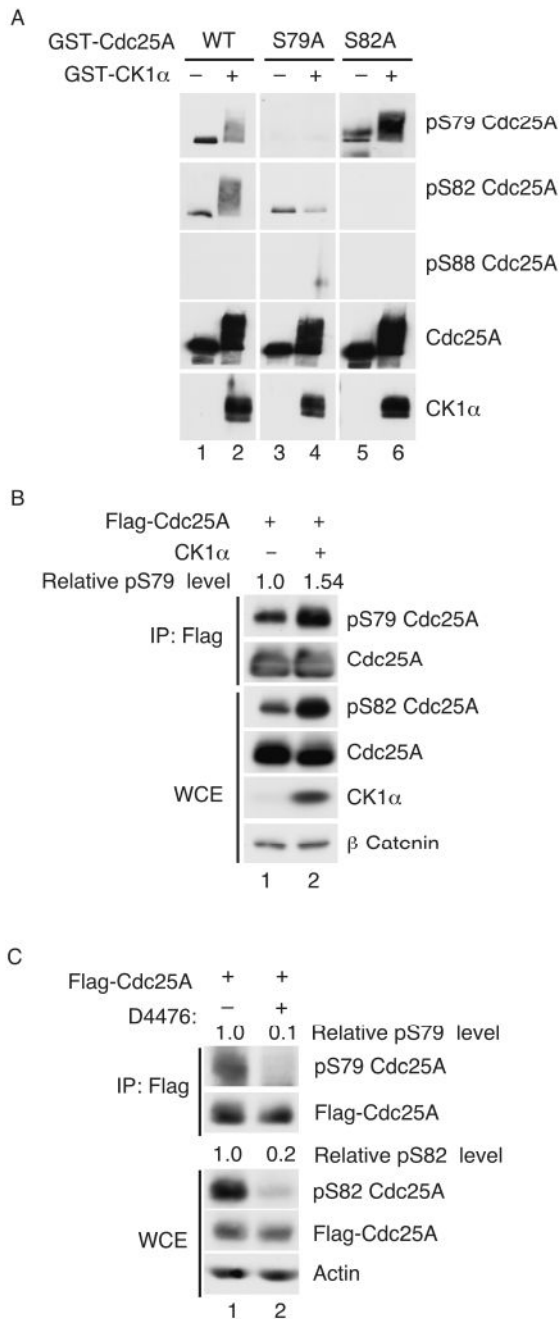 A
GST-Cdc25A WT S79A S82A
GST-CK1α – + – + – +
pS79 Cdc25A
pS82 Cdc25A
pS88 Cdc25A
Cdc25A
CK1α
1 2 3 4 5 6
B
Flag-Cdc25A + +
CK1α – +
Relative pS79 level 1.0 1.54
IP: Flag
pS79 Cdc25A
Cdc25A
WCE
pS82 Cdc25A
Cdc25A
CK1α
β Catenin
1 2
C
Flag-Cdc25A + +
D4476: – +
1.0 0.1 Relative pS79 level
IP: Flag
pS79 Cdc25A
Flag-Cdc25A
1.0 0.2 Relative pS82 level
WCE
pS82 Cdc25A
Flag-Cdc25A
Actin
1 2